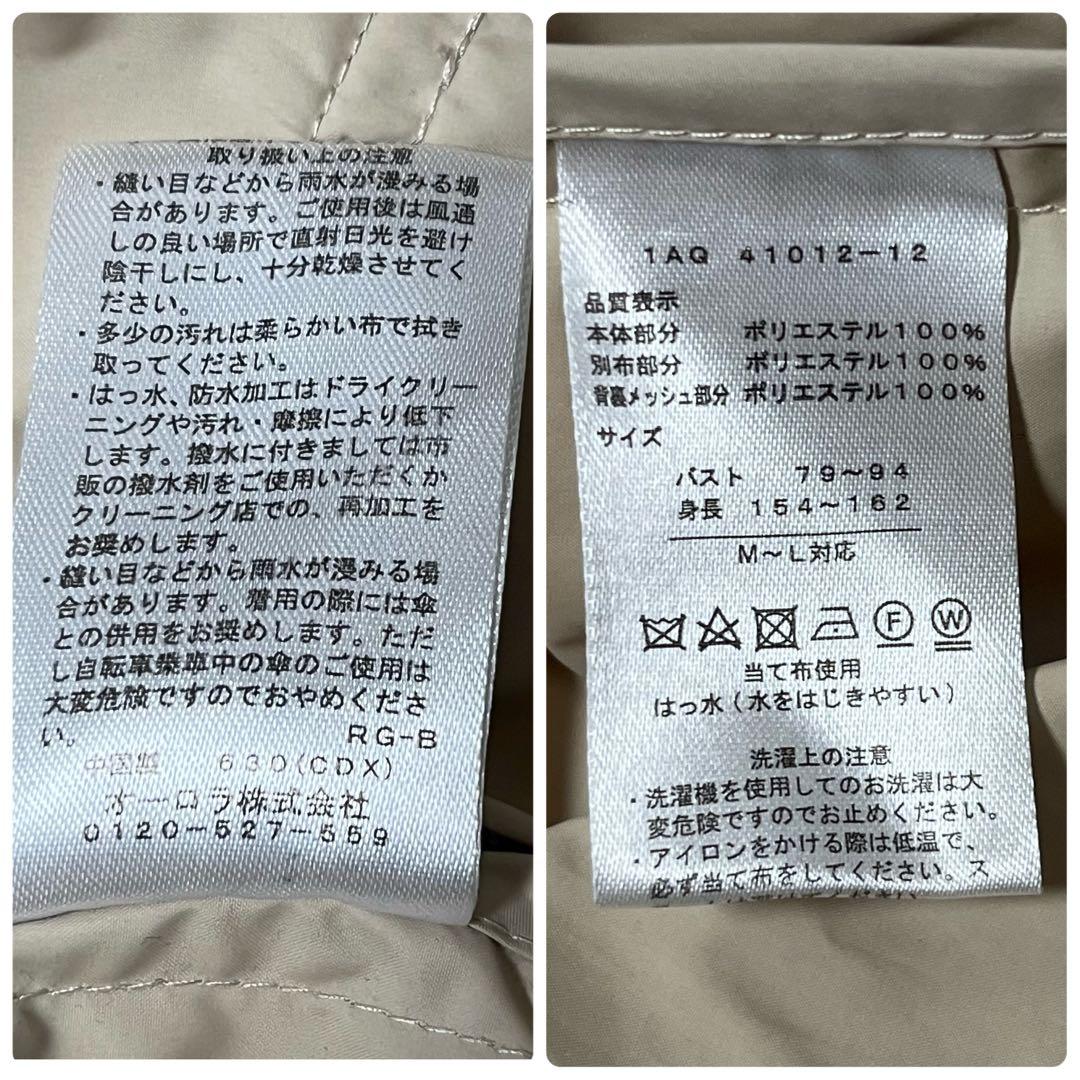 取り扱い上の注意
・縫い目などから雨水が浸みる場
合があります。ご使用後は風通
しの良い場所で直射日光を避け
陰干しにし、十分乾燥させてく
ださい。
・多少の汚れは柔らかい布で拭き
取ってください。
・はっ水、防水加工はドライクリー
ニングや汚れ・摩擦により低下
します。撥水に付きましては市
販の撥水剤をご使用いただくか
クリーニング店での、再加工を
お奨めします。
・縫い目などから雨水が浸みる場
合があります。着用の際には傘
との併用をお奨めします。ただ
し自転車乗車中の傘のご使用は
大変危険ですのでおやめくださ
い。 RG-B
中国製 630(CDX)
オーロラ株式会社
0120-527-559
1AQ 41012-12
品質表示
本体部分 ポリエステル100%
別布部分 ポリエステル100%
背裏メッシュ部分 ポリエステル100%
サイズ
バスト 79~94
身長 154~162
M~L対応
F W
当て布使用
はっ水(水をはじきやすい)
洗濯上の注意
・洗濯機を使用してのお洗濯は大
変危険ですのでお止めください。
・アイロンをかける際は低温で、
必ず当て布をしてください。ス